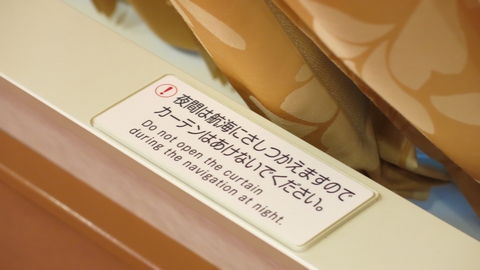 夜間は航海にさしつかえますので
カーテンはあけないでください。
Do not open the curtain
during the navigation at night.